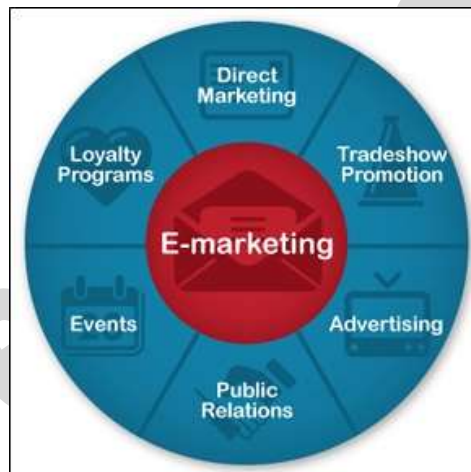 Direct
Marketing
Tradeshow
Promotion
Advertising
Public
Relations
Events
Loyalty
Programs
E-marketing